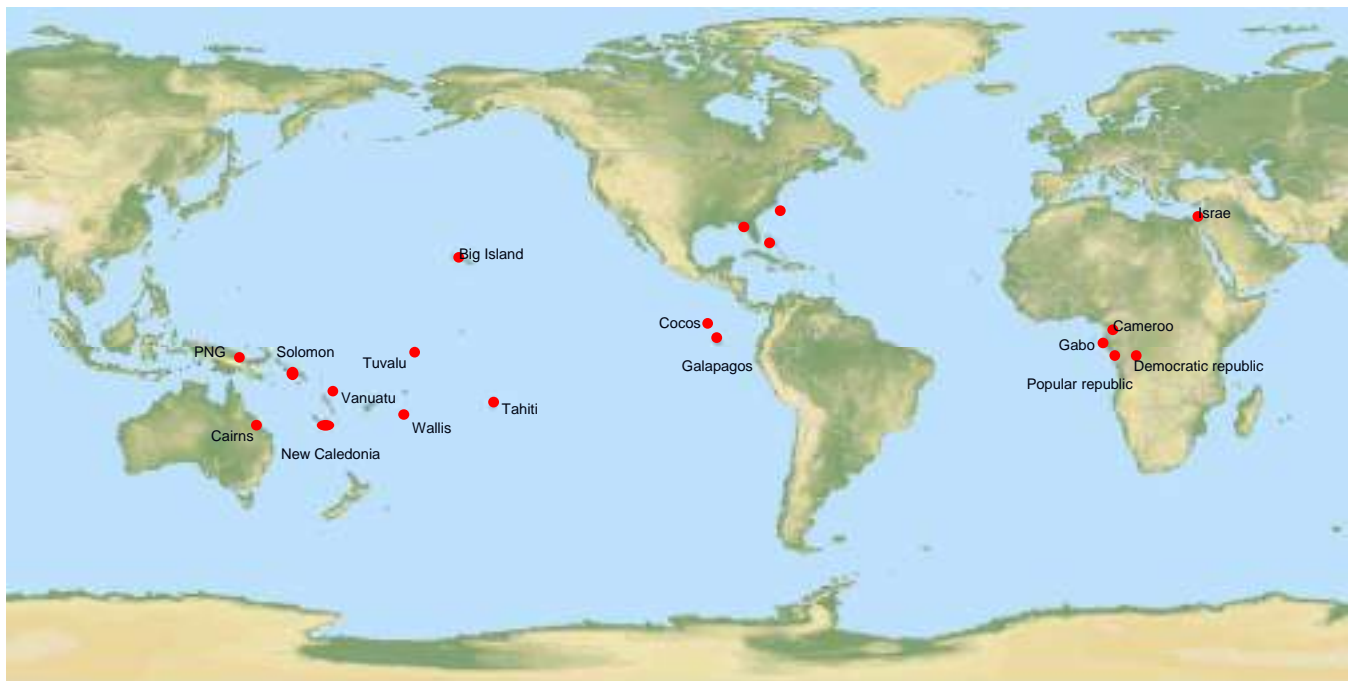 Israe
Big Island
Cocos
Cameroo
Gabo
PNG
Solomon
Tuvalu
Galapagos
Democratic republic
Popular republic
Vanuatu
Tahiti
Wallis
Cairns
New Caledonia